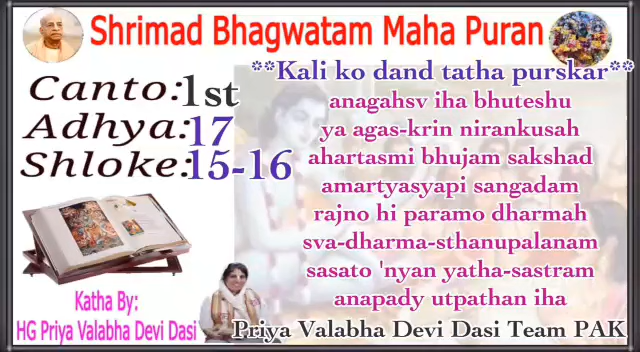 Shrimad Bhagwatam Maha Puran
**Kali ko dand tatha purskar**
Canto:1st
Adhya:17
Shloke:15-16
anagahsv iha bhuteshu
ya agas-krin nirankusah
ahartasmi bhujam sakshad
amartyasyapi sangadam
rajno hi paramo dharmah
sva-dharma-sthanupalanam
sasato 'nyan yatha-sastram
anapady utpathan iha
Katha By:
HG Priya Valabha Devi Dasi
Priya Valabha Devi Dasi Team PAK